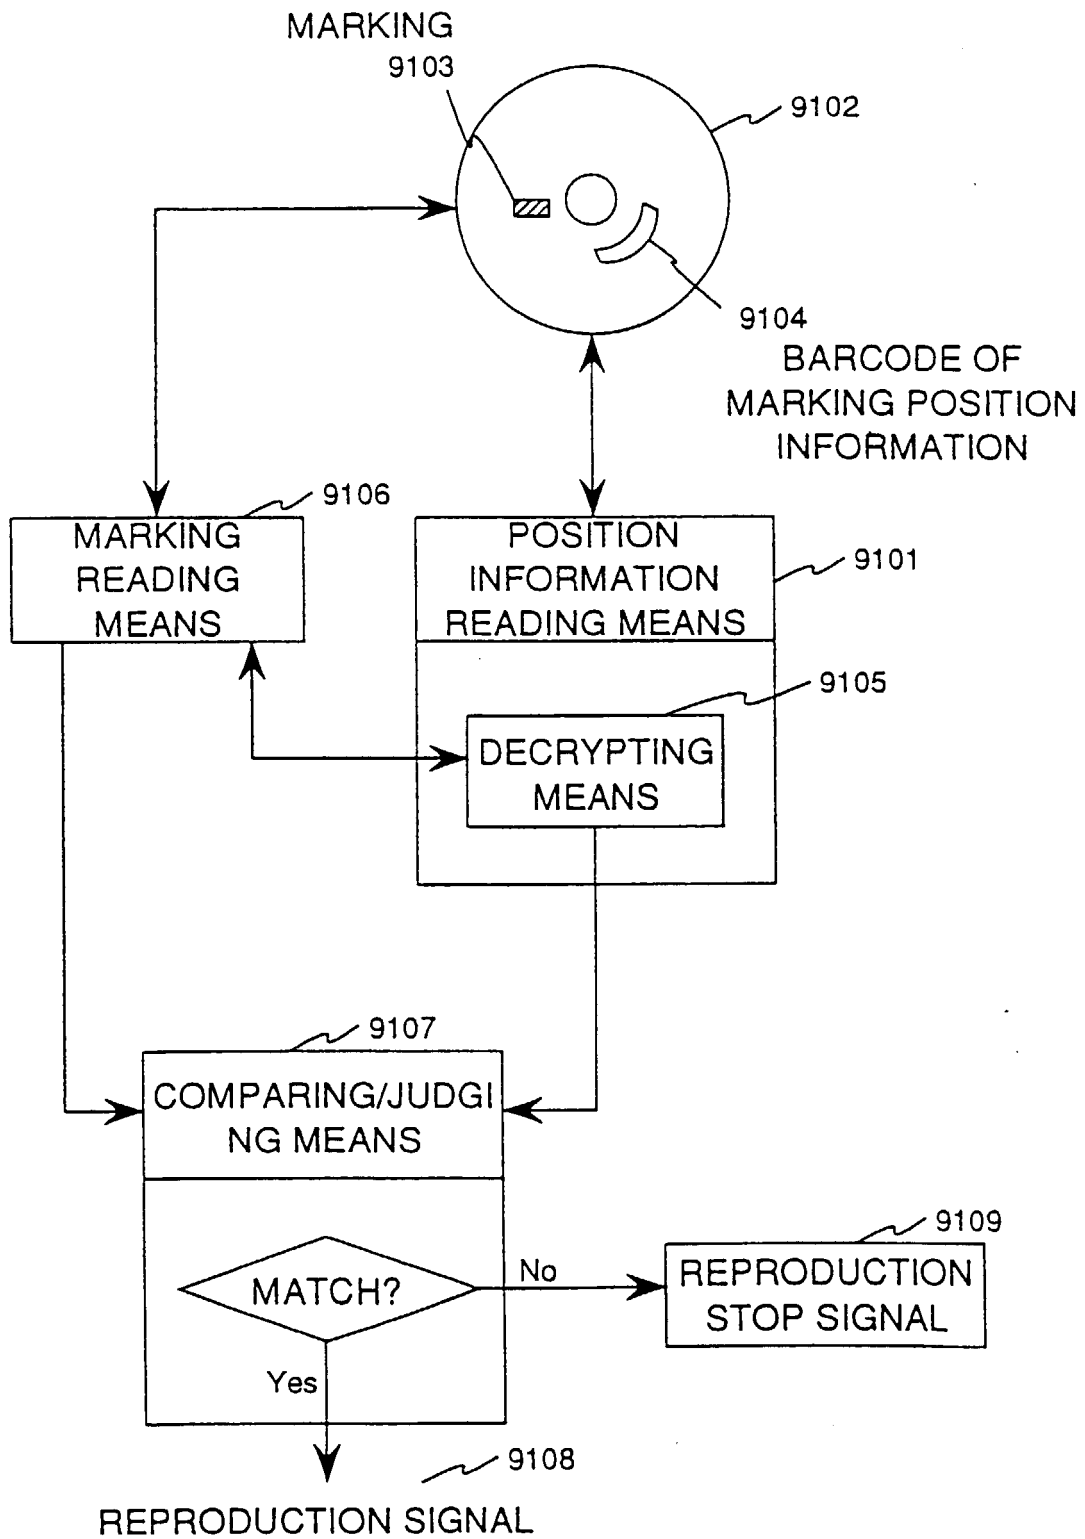 MARKING
9103
9102
9104
BARCODE OF
MARKING POSITION
INFORMATION
9106
MARKING
READING
MEANS
POSITION
INFORMATION
READING MEANS
9101
9105
DECRYPTING
MEANS
9107
COMPARING/JUDGI
NG MEANS
MATCH?
No
Yes
9109
REPRODUCTION
STOP SIGNAL
9108
REPRODUCTION SIGNAL